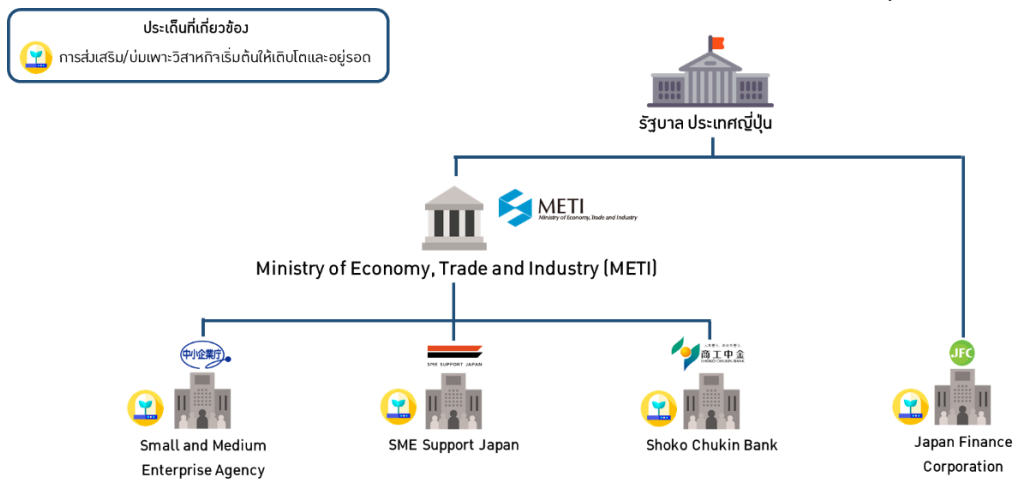 ประเด็นที่เกี่ยวข้อง
การส่งเสริม/บ่มเพาะวิสาหกิจเริ่มต้นให้เติบโตและอยู่รอด
รัฐบาล ประเทศญี่ปุ่น
METI
Ministry of Economy, Trade and Industry
Ministry of Economy, Trade and Industry (METI)
中小企業庁
SME SUPPORT JAPAN
商工中金
SHOKO CHUKIN BANK
JFC
Small and Medium
Enterprise Agency
SME Support Japan
Shoko Chukin Bank
Japan Finance
Corporation